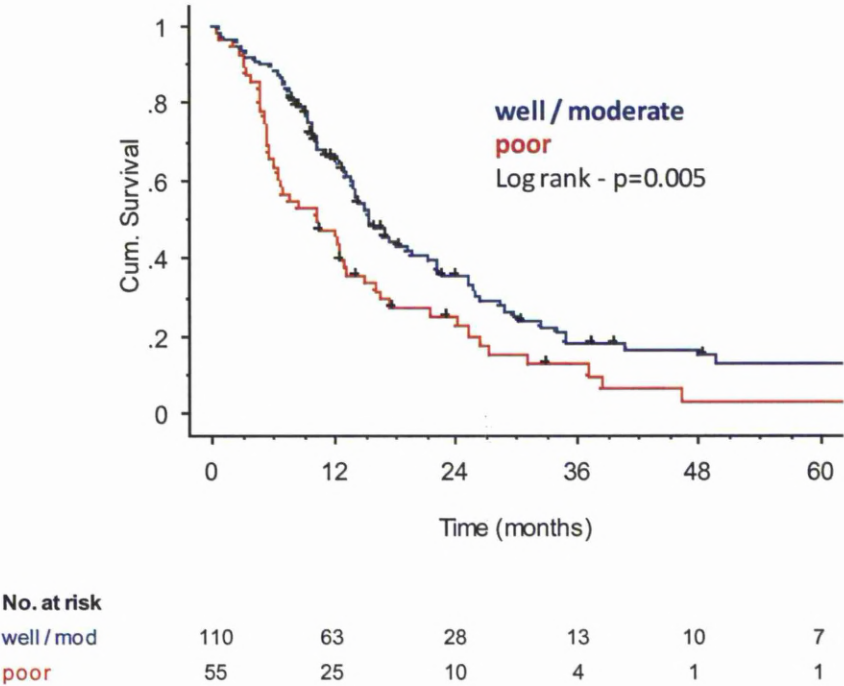 1
.8
.6
.4
.2
0
Cum. Survival
well / moderate
poor
Log rank - p=0.005
0 12 24 36 48 60
Time (months)
No. at risk
well / mod 110 63 28 13 10 7
poor 55 25 10 4 1 1